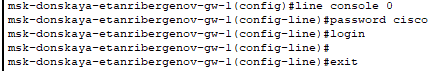 msk-donskaya-etanribergenov-gw-1(config)#line console 0
msk-donskaya-etanribergenov-gw-1(config-line)#password cisco
msk-donskaya-etanribergenov-gw-1(config-line)#login
msk-donskaya-etanribergenov-gw-1(config-line)#
msk-donskaya-etanribergenov-gw-1(config-line)#exit